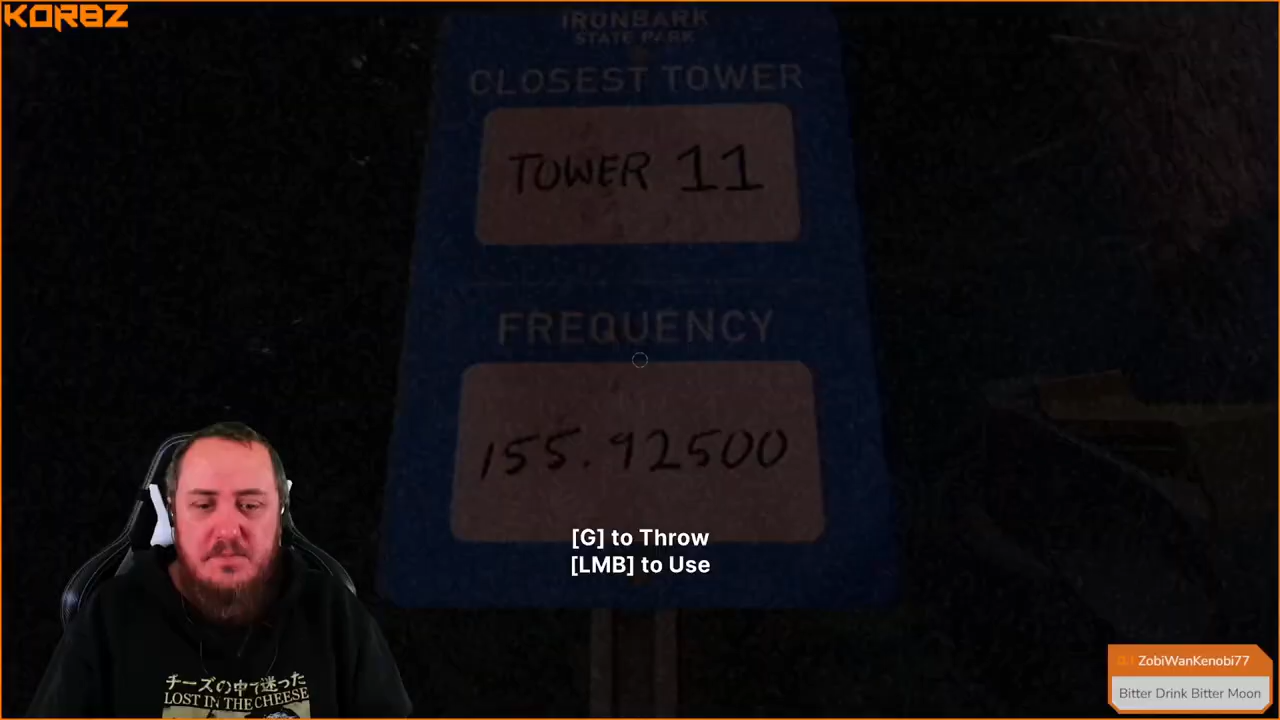 KORBZ
IRONBARK
STATE PARK
CLOSEST TOWER
TOWER 11
FREQUENCY
155.92500
[G] to Throw
[LMB] to Use
チーズの中で迷った
LOST IN THE CHEESE
ZobiWanKenobi77
Bitter Drink Bitter Moon